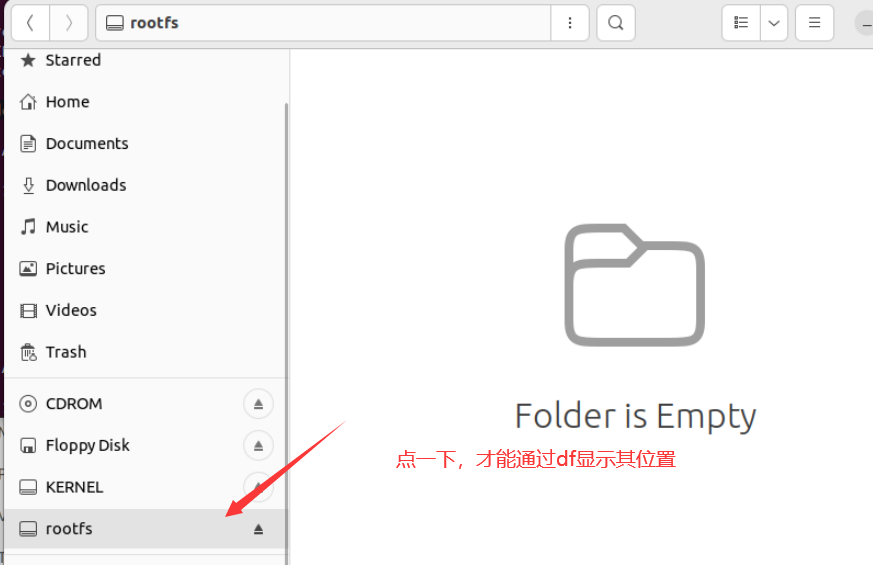 rootfs
Starred
Home
Documents
Downloads
Music
Pictures
Videos
Trash
CDROM
Floppy Disk
KERNEL
rootfs
Folder is Empty
点一下，才能通过df显示其位置